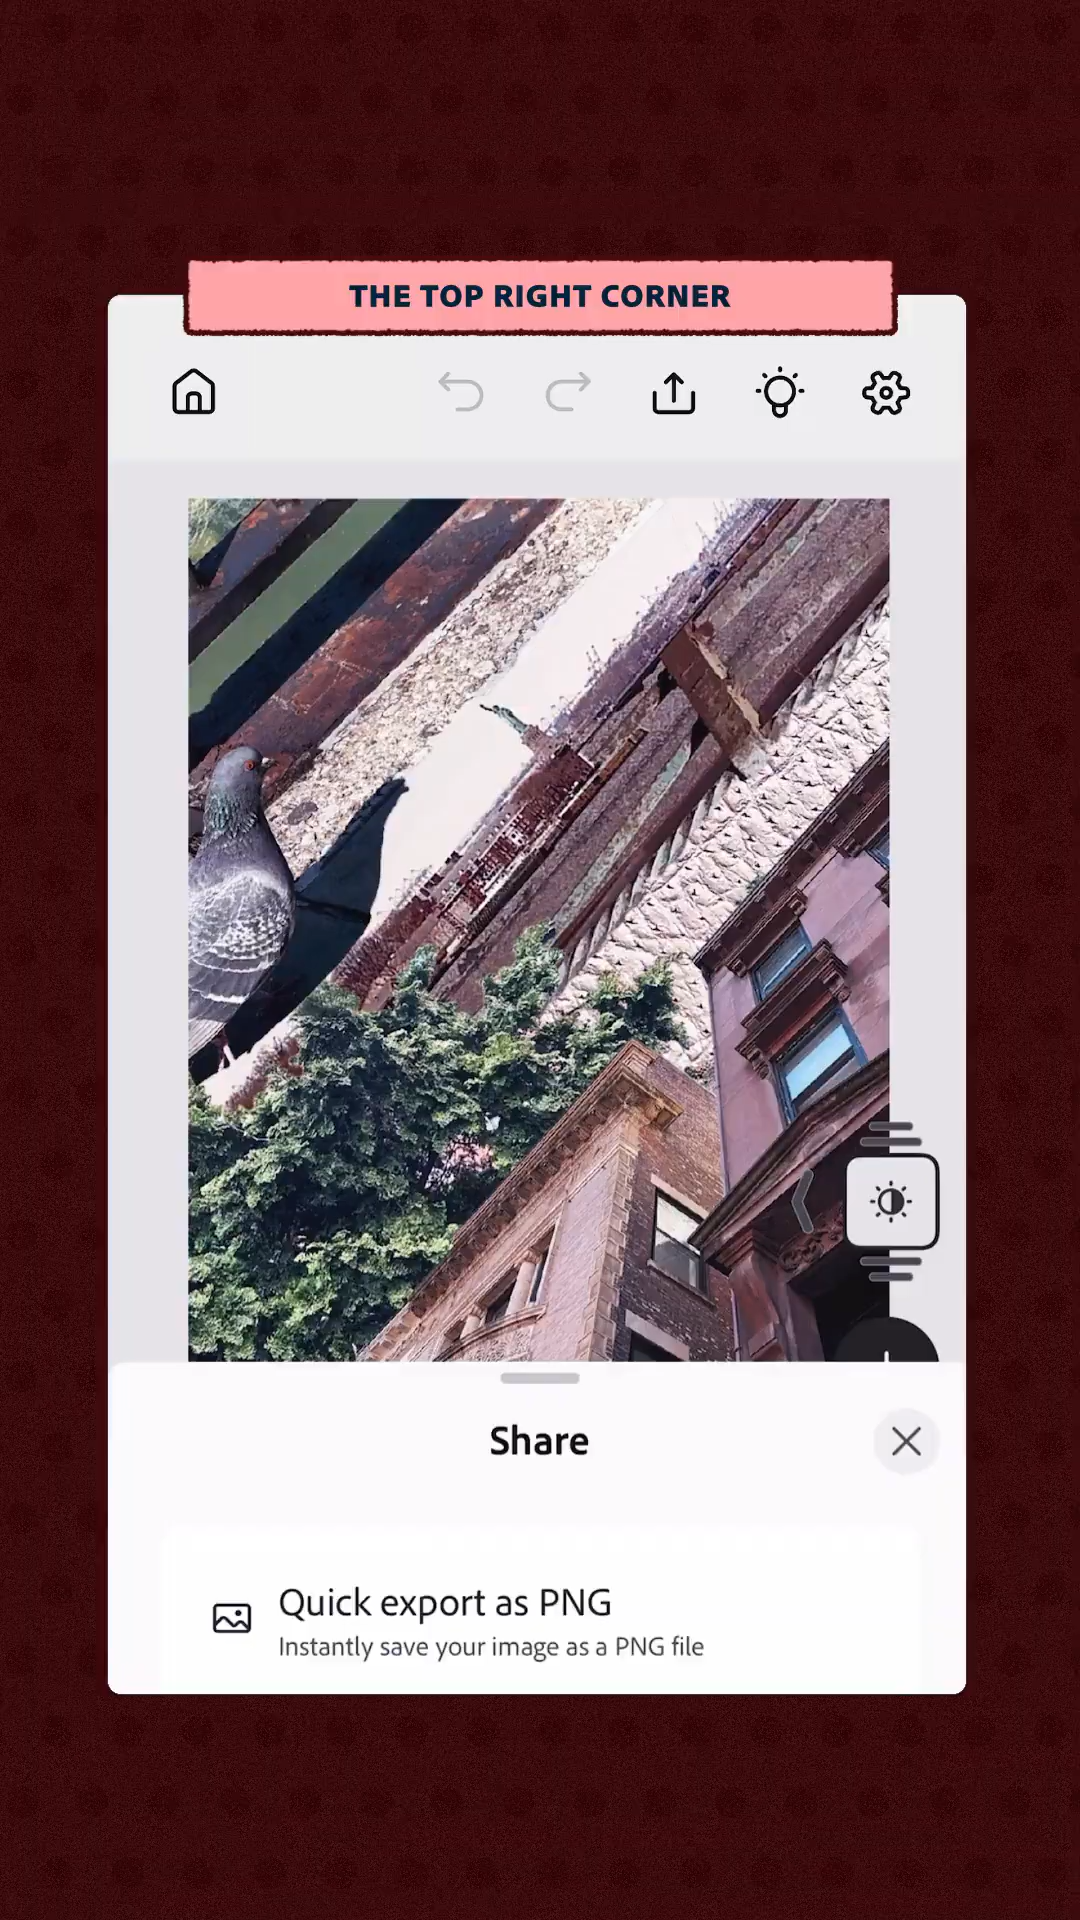 THE TOP RIGHT CORNER
Share
Quick export as PNG
Instantly save your image as a PNG file